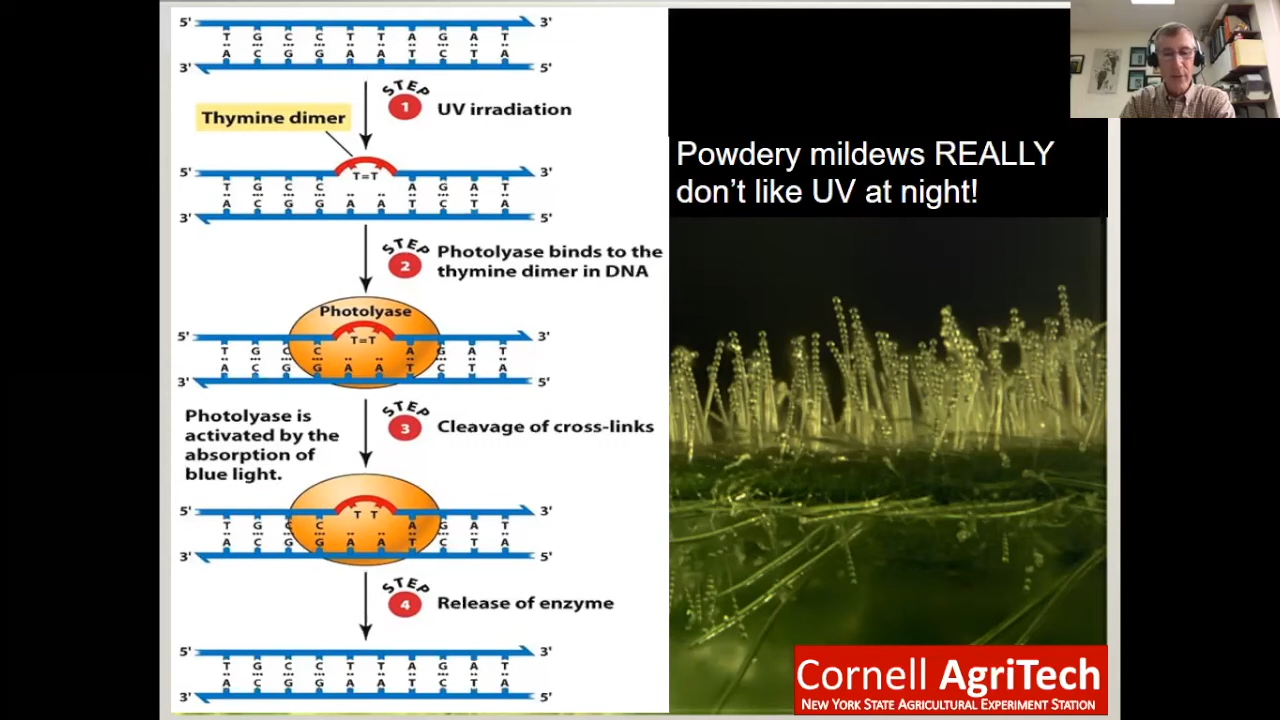 5' 3'
T G C C T T A G A T
A C G G A A T C T A
3' 5'
STEP 1 UV irradiation
Thymine dimer
5' T=T 3'
T G C C A G A T
A C G G A A T C T A
3' 5'
STEP 2 Photolyase binds to the
thymine dimer in DNA
Photolyase
5' T=T 3'
T G C C A G A T
A C G G A A T C T A
3' 5'
STEP 3 Cleavage of cross-links
Photolyase is
activated by the
absorption of
blue light.
5' T T 3'
T G C C A G A T
A C G G A A T C T A
3' 5'
STEP 4 Release of enzyme
5' 3'
T G C C T T A G A T
A C G G A A T C T A
3' 5'
Powdery mildews REALLY
don't like UV at night!
Cornell AgriTech
NEW YORK STATE AGRICULTURAL EXPERIMENT STATION